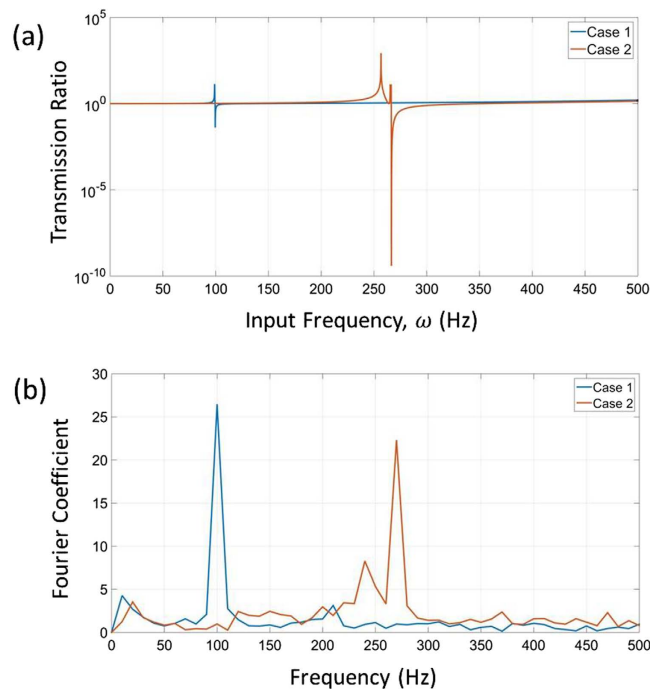 (a)
Transmission Ratio
10^5
10^0
10^-5
10^-10
Case 1
Case 2
0 50 100 150 200 250 300 350 400 450 500
Input Frequency, ω (Hz)
(b)
Fourier Coefficient
30
25
20
15
10
5
0
Case 1
Case 2
0 50 100 150 200 250 300 350 400 450 500
Frequency (Hz)